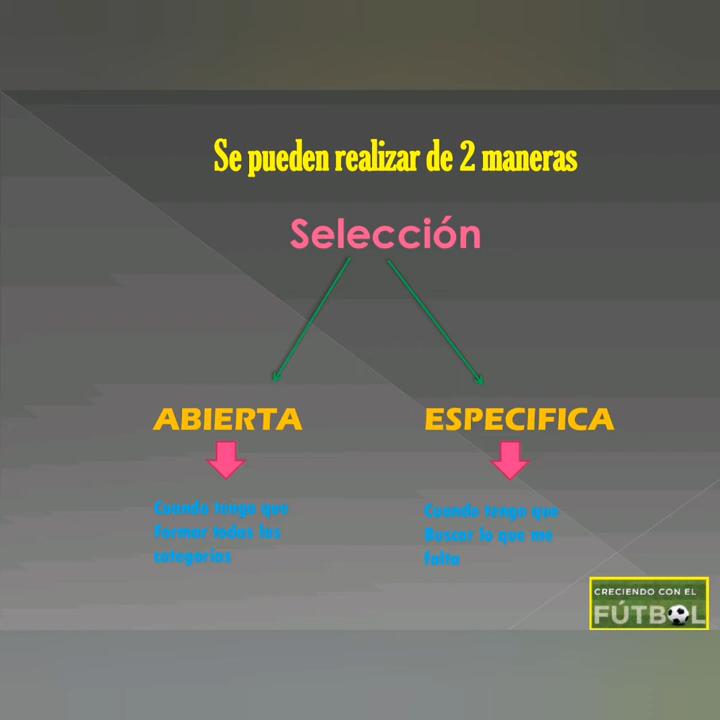 Se pueden realizar de 2 maneras
Selección
ABIERTA
ESPECIFICA
Cuando tengo que
Formar todas las
categorías
Cuando tengo que
Buscar lo que me
falta
CRECIENDO CON EL
FÚTBOL